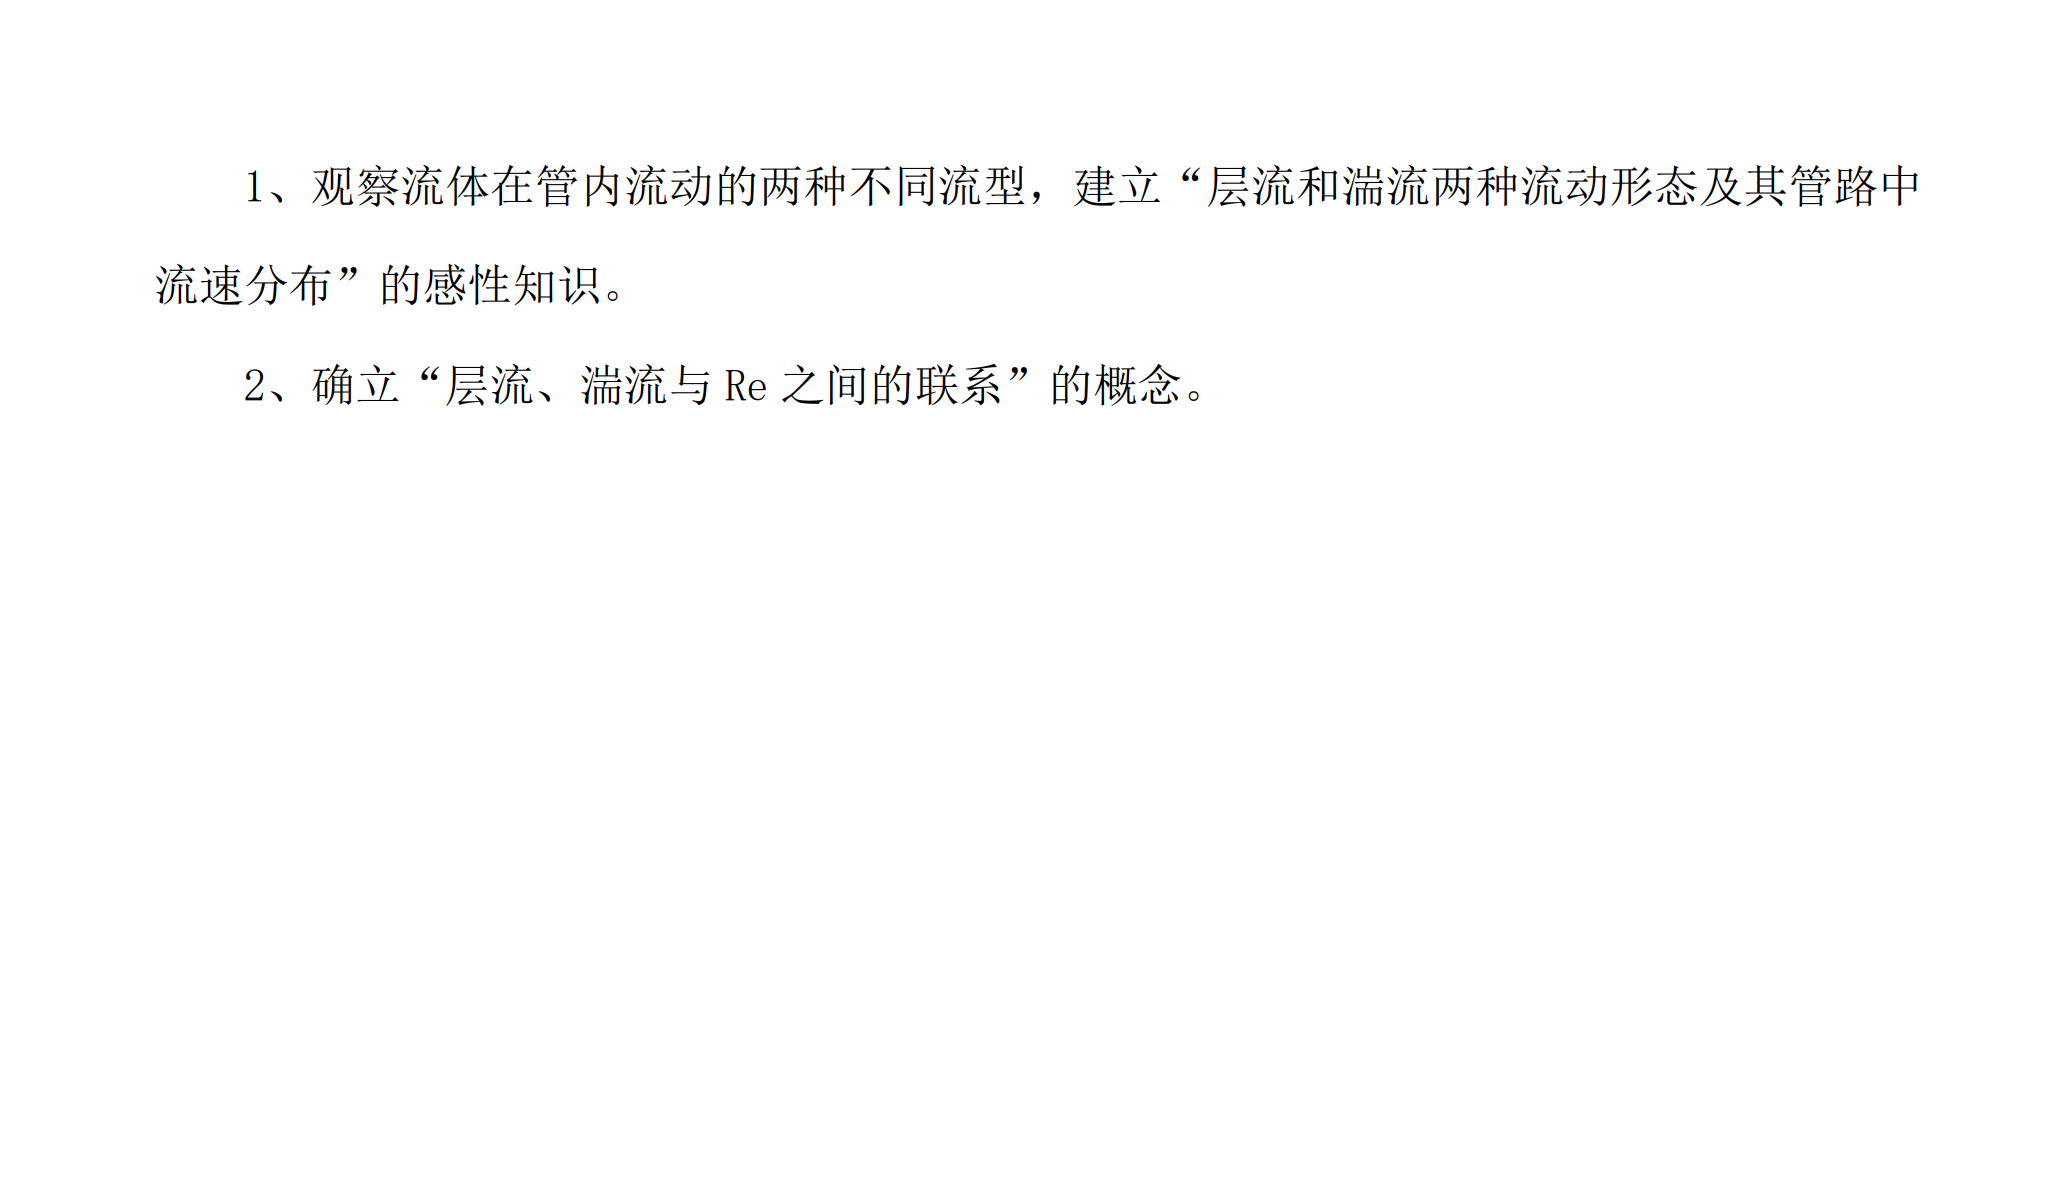 1、观察流体在管内流动的两种不同流型，建立“层流和湍流两种流动形态及其管路中
流速分布”的感性知识。
2、确立“层流、湍流与 Re 之间的联系”的概念。